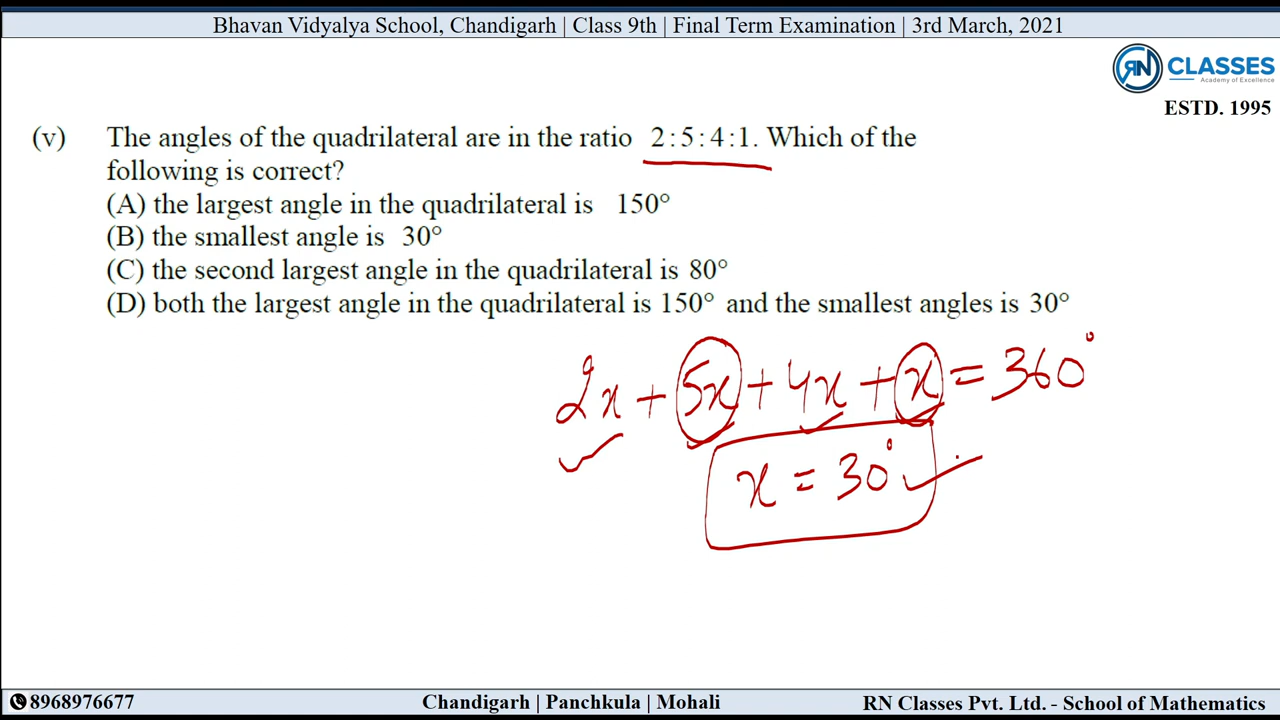 Bhavan Vidyalya School, Chandigarh | Class 9th | Final Term Examination | 3rd March, 2021
RN CLASSES
Academy of Excellence
ESTD. 1995
(v) The angles of the quadrilateral are in the ratio 2:5:4:1. Which of the
following is correct?
(A) the largest angle in the quadrilateral is 150°
(B) the smallest angle is 30°
(C) the second largest angle in the quadrilateral is 80°
(D) both the largest angle in the quadrilateral is 150° and the smallest angles is 30°
2x + 5x + 4x + x = 360°
x = 30°
8968976677
Chandigarh | Panchkula | Mohali
RN Classes Pvt. Ltd. - School of Mathematics